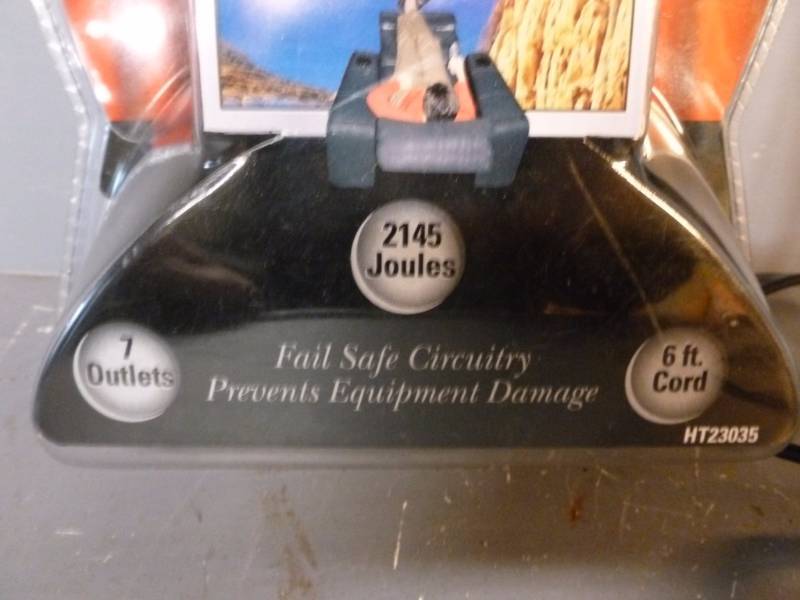 2145
Joules
7
Outlets
Fail Safe Circuitry
Prevents Equipment Damage
6 ft.
Cord
HT23035